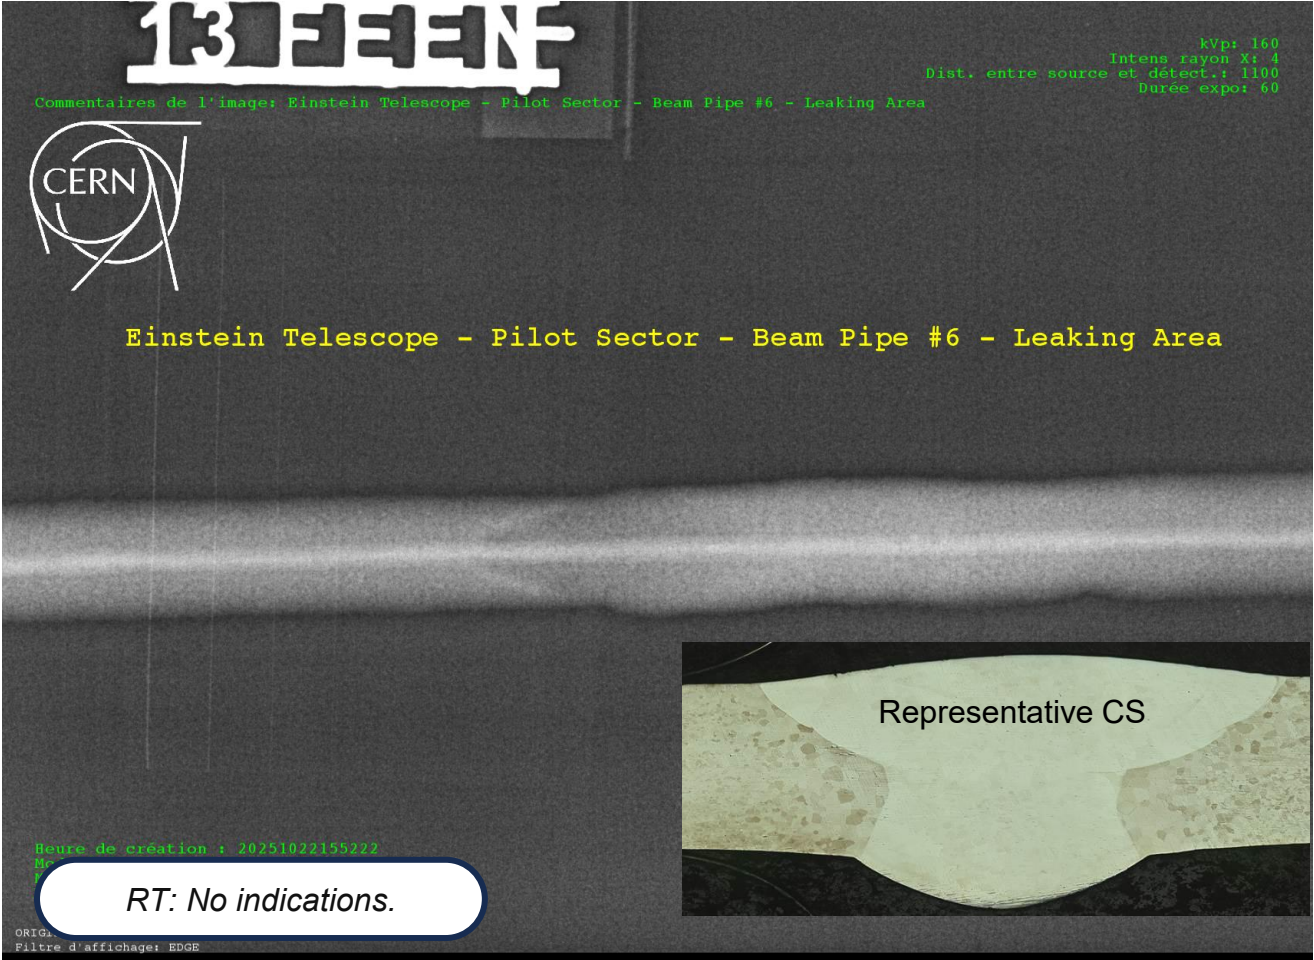 13 FEEN
kVp: 160
Intens rayon X: 4
Dist. entre source et détect.: 1100
Durée expo: 60
Commentaires de l'image: Einstein Telescope - Pilot Sector - Beam Pipe #6 - Leaking Area
CERN
Einstein Telescope - Pilot Sector - Beam Pipe #6 - Leaking Area
Representative CS
Heure de création : 20251022155222
RT: No indications.
Filtre d'affichage: EDGE